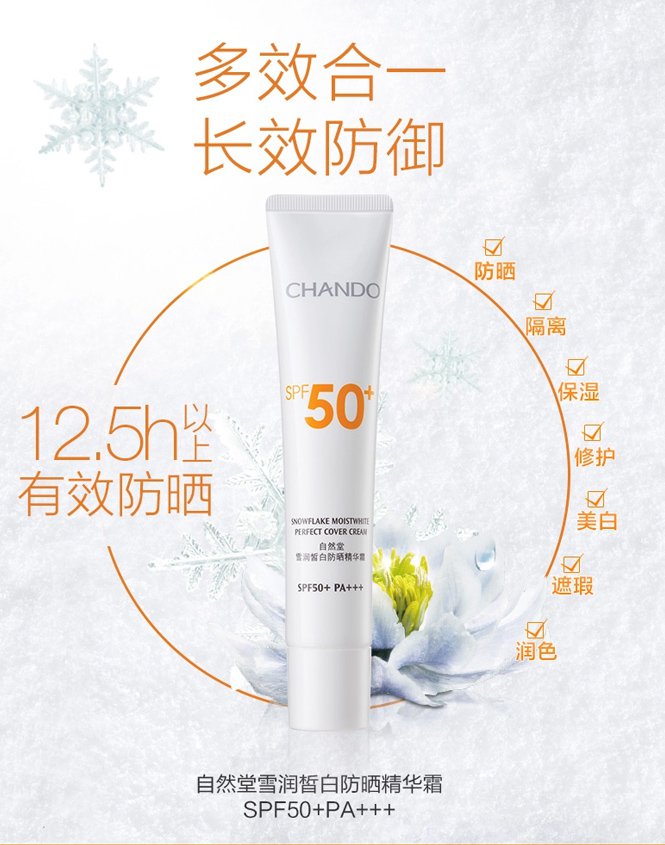 多效合一
长效防御
CHANDO
SPF50+
SNOWFLAKE MOISTWHITE
PERFECT COVER CREAM
自然堂
雪润皙白防晒精华霜
SPF50+ PA+++
12.5h以上
有效防晒
防晒
隔离
保湿
修护
美白
遮瑕
润色
自然堂雪润皙白防晒精华霜
SPF50+PA+++